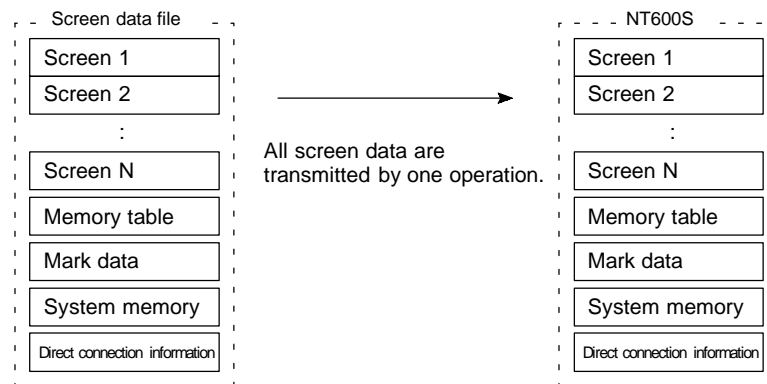 Screen data file
Screen 1
Screen 2
:
Screen N
Memory table
Mark data
System memory
Direct connection information
All screen data are
transmitted by one operation.
NT600S
Screen 1
Screen 2
:
Screen N
Memory table
Mark data
System memory
Direct connection information